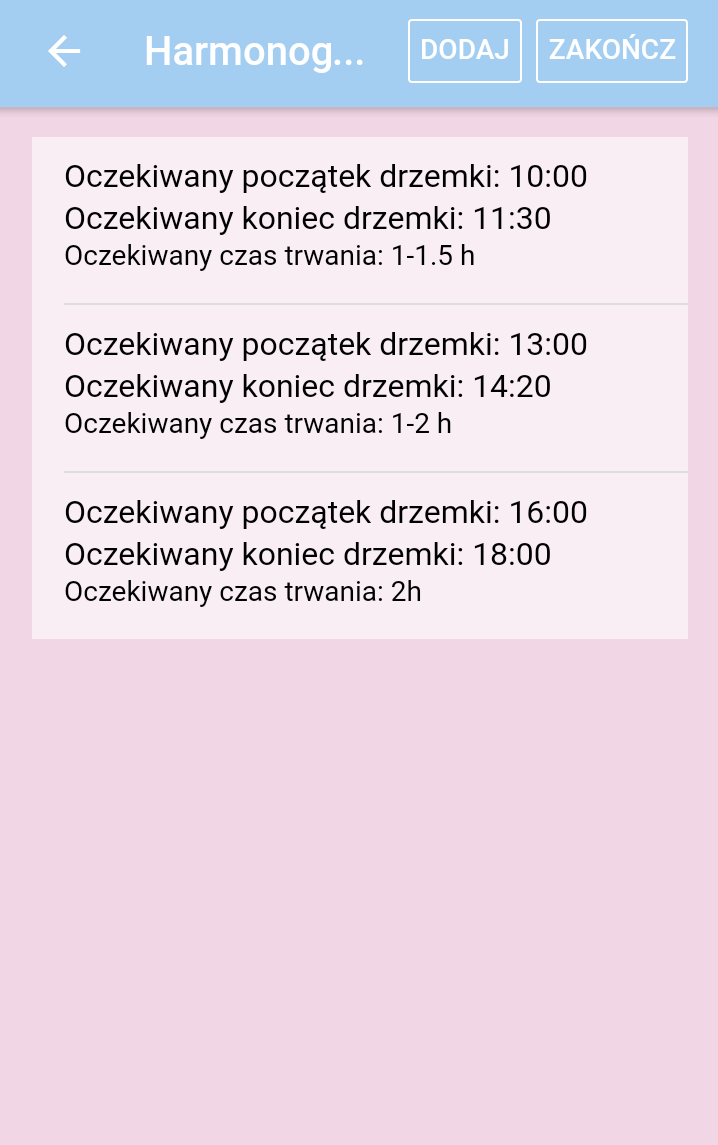 Harmonog...
DODAJ
ZAKOŃCZ
Oczekiwany początek drzemki: 10:00
Oczekiwany koniec drzemki: 11:30
Oczekiwany czas trwania: 1-1.5 h
Oczekiwany początek drzemki: 13:00
Oczekiwany koniec drzemki: 14:20
Oczekiwany czas trwania: 1-2 h
Oczekiwany początek drzemki: 16:00
Oczekiwany koniec drzemki: 18:00
Oczekiwany czas trwania: 2h